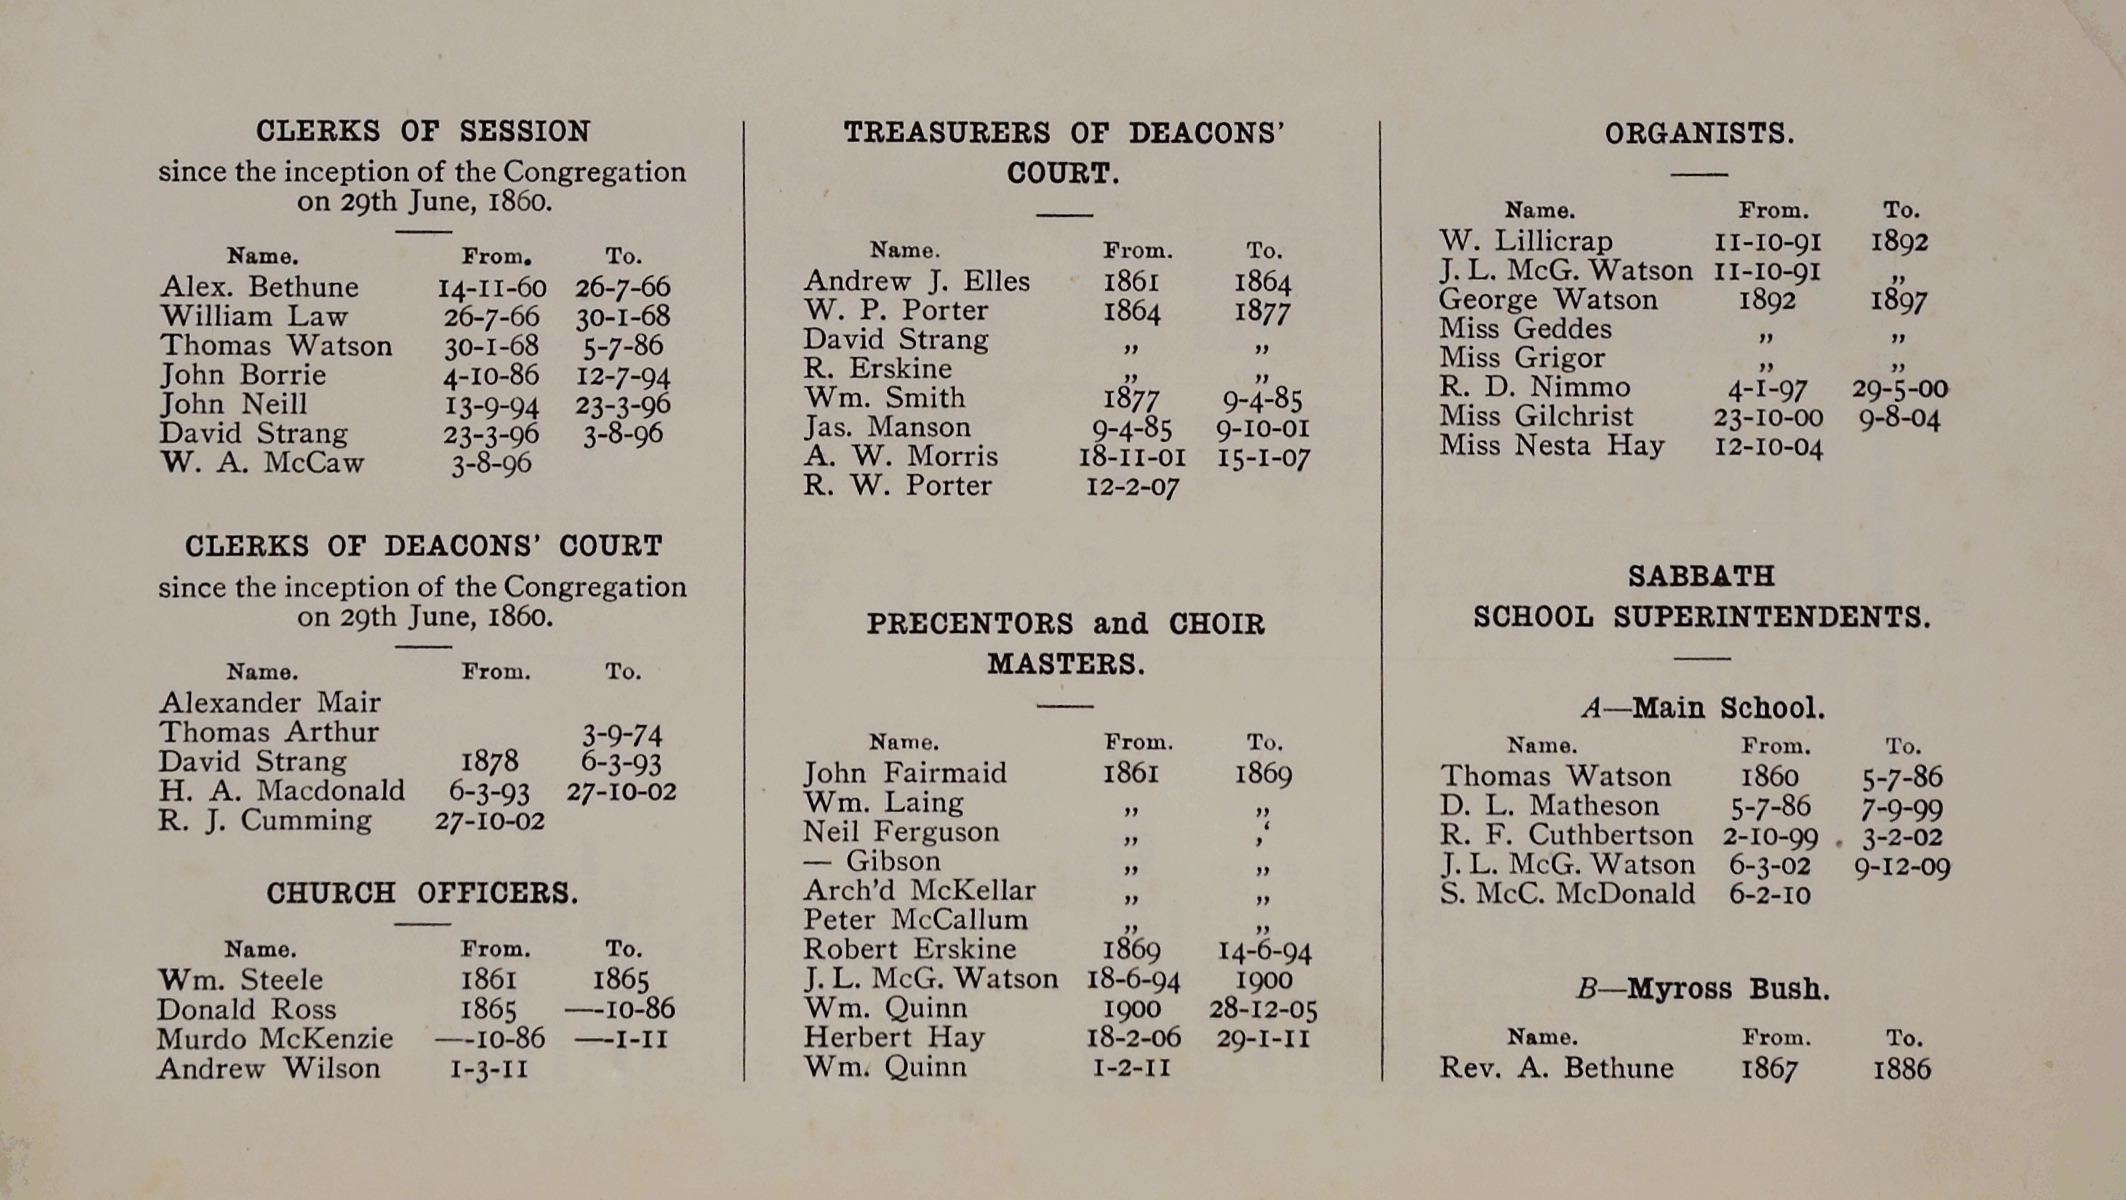 CLERKS OF SESSION
since the inception of the Congregation
on 29th June, 1860.
Name. From. To.
Alex. Bethune 14-11-60 26-7-66
William Law 26-7-66 30-1-68
Thomas Watson 30-1-68 5-7-86
John Borrie 4-10-86 12-7-94
John Neill 13-9-94 23-3-96
David Strang 23-3-96 3-8-96
W. A. McCaw 3-8-96
CLERKS OF DEACONS' COURT
since the inception of the Congregation
on 29th June, 1860.
Name. From. To.
Alexander Mair
Thomas Arthur 3-9-74
David Strang 1878 6-3-93
H. A. Macdonald 6-3-93 27-10-02
R. J. Cumming 27-10-02
CHURCH OFFICERS.
Name. From. To.
Wm. Steele 1861 1865
Donald Ross 1865 —-10-86
Murdo McKenzie —-10-86 —-1-11
Andrew Wilson 1-3-11
TREASURERS OF DEACONS'
COURT.
Name. From. To.
Andrew J. Elles 1861 1864
W. P. Porter 1864 1877
David Strang ,, ,,
R. Erskine ,, ,,
Wm. Smith 1877 9-4-85
Jas. Manson 9-4-85 9-10-01
A. W. Morris 18-11-01 15-1-07
R. W. Porter 12-2-07
PRECENTORS and CHOIR
MASTERS.
Name. From. To.
John Fairmaid 1861 1869
Wm. Laing ,, ,,
Neil Ferguson ,, ,‘
— Gibson ,, ,,
Arch'd McKellar ,, ,,
Peter McCallum ,, ,,
Robert Erskine 1869 14-6-94
J. L. McG. Watson 18-6-94 1900
Wm. Quinn 1900 28-12-05
Herbert Hay 18-2-06 29-1-11
Wm. Quinn 1-2-11
ORGANISTS.
Name. From. To.
W. Lillicrap 11-10-91 1892
J. L. McG. Watson 11-10-91 ,,
George Watson 1892 1897
Miss Geddes ,, ,,
Miss Grigor ,, ,,
R. D. Nimmo 4-1-97 29-5-00
Miss Gilchrist 23-10-00 9-8-04
Miss Nesta Hay 12-10-04
SABBATH
SCHOOL SUPERINTENDENTS.
A—Main School.
Name. From. To.
Thomas Watson 1860 5-7-86
D. L. Matheson 5-7-86 7-9-99
R. F. Cuthbertson 2-10-99 3-2-02
J. L. McG. Watson 6-3-02 9-12-09
S. McC. McDonald 6-2-10
B—Myross Bush.
Name. From. To.
Rev. A. Bethune 1867 1886